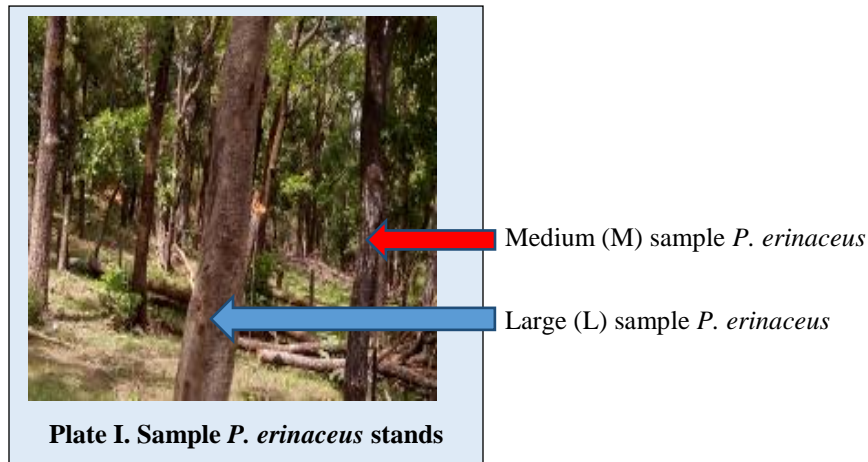 Medium (M) sample P. erinaceus
Large (L) sample P. erinaceus
Plate I. Sample P. erinaceus stands